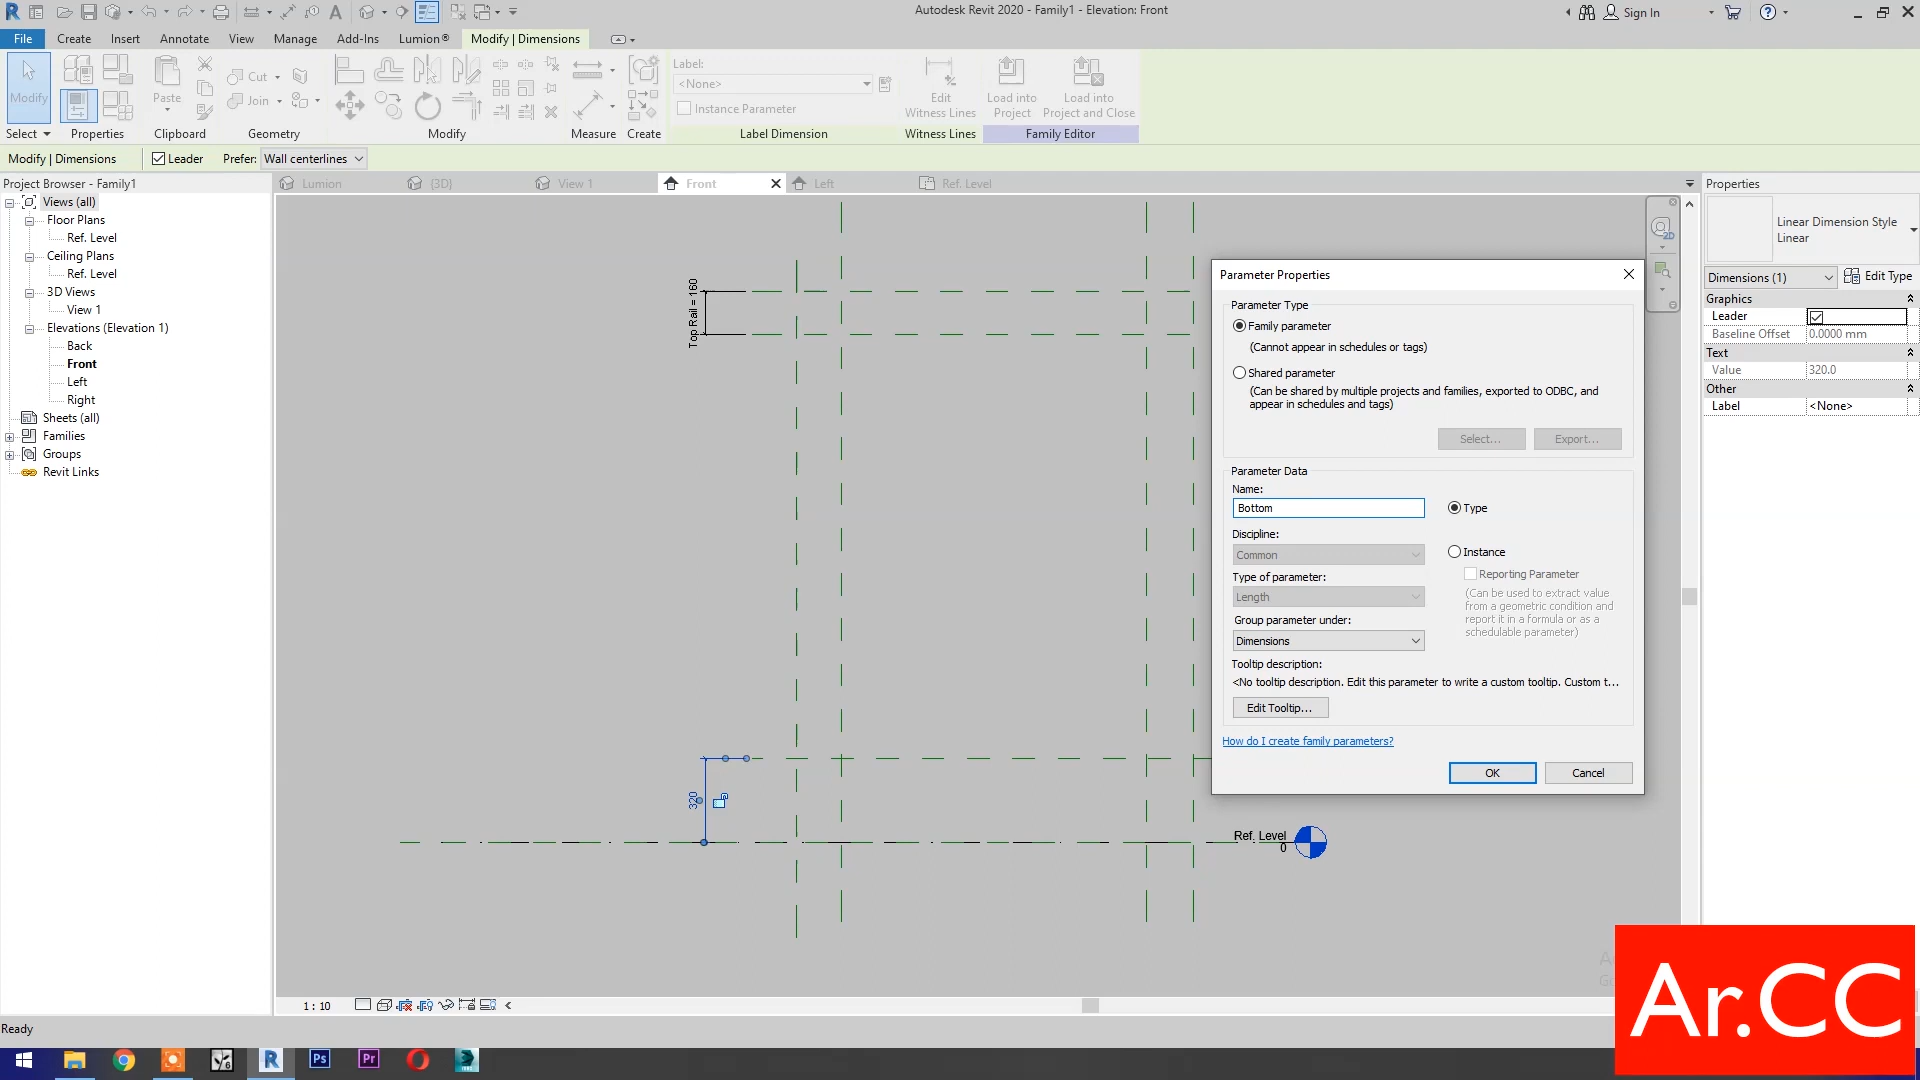 Autodesk Revit 2020 - Family1 - Elevation: Front
Sign In
File
Create
Insert
Annotate
View
Manage
Add-Ins
Lumion®
Modify | Dimensions
Modify
Paste
Cut
Join
Label:
<None>
Instance Parameter
Edit
Witness Lines
Load into
Project
Load into
Project and Close
Select
Properties
Clipboard
Geometry
Modify
Measure
Create
Label Dimension
Witness Lines
Family Editor
Modify | Dimensions
Leader
Prefer:
Wall centerlines
Project Browser - Family1
Views (all)
Floor Plans
Ref. Level
Ceiling Plans
Ref. Level
3D Views
View 1
Elevations (Elevation 1)
Back
Front
Left
Right
Sheets (all)
Families
Groups
Revit Links
Lumion
{3D}
View 1
Front
Left
Ref. Level
Top Rail = 160
320
Ref. Level
0
2D
Parameter Properties
Parameter Type
Family parameter
(Cannot appear in schedules or tags)
Shared parameter
(Can be shared by multiple projects and families, exported to ODBC, and
appear in schedules and tags)
Select...
Export...
Parameter Data
Name:
Bottom
Type
Discipline:
Common
Instance
Type of parameter:
Reporting Parameter
Length
(Can be used to extract value
from a geometric condition and
report it in a formula or as a
schedulable parameter)
Group parameter under:
Dimensions
Tooltip description:
<No tooltip description. Edit this parameter to write a custom tooltip. Custom t...
Edit Tooltip...
How do I create family parameters?
OK
Cancel
Properties
Linear Dimension Style
Linear
Dimensions (1)
Edit Type
Graphics
Leader
Baseline Offset
0.0000 mm
Text
Value
320.0
Other
Label
<None>
1 : 10
Ready
Ar.CC
R
Ps
Pr